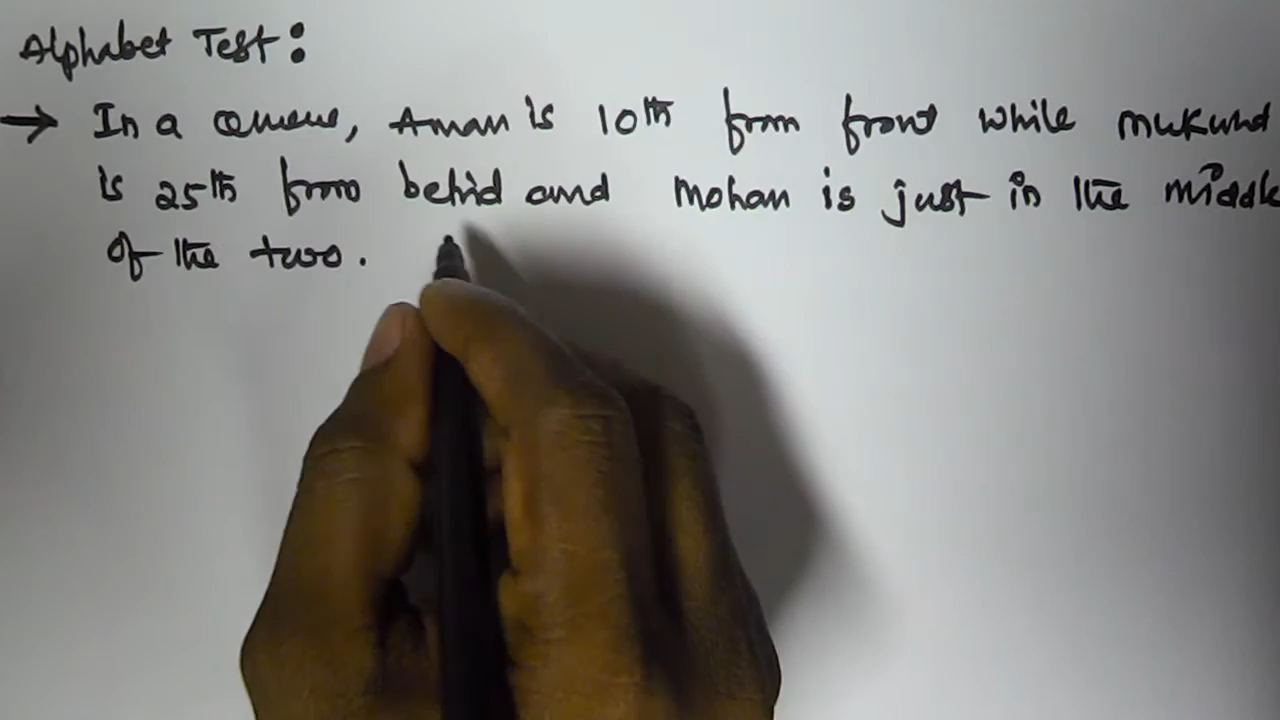 Alphabet Test:
→ In a queue, Aman is 10th from front while mukund
is 25th from behid and Mohan is just in the middle
of the two.